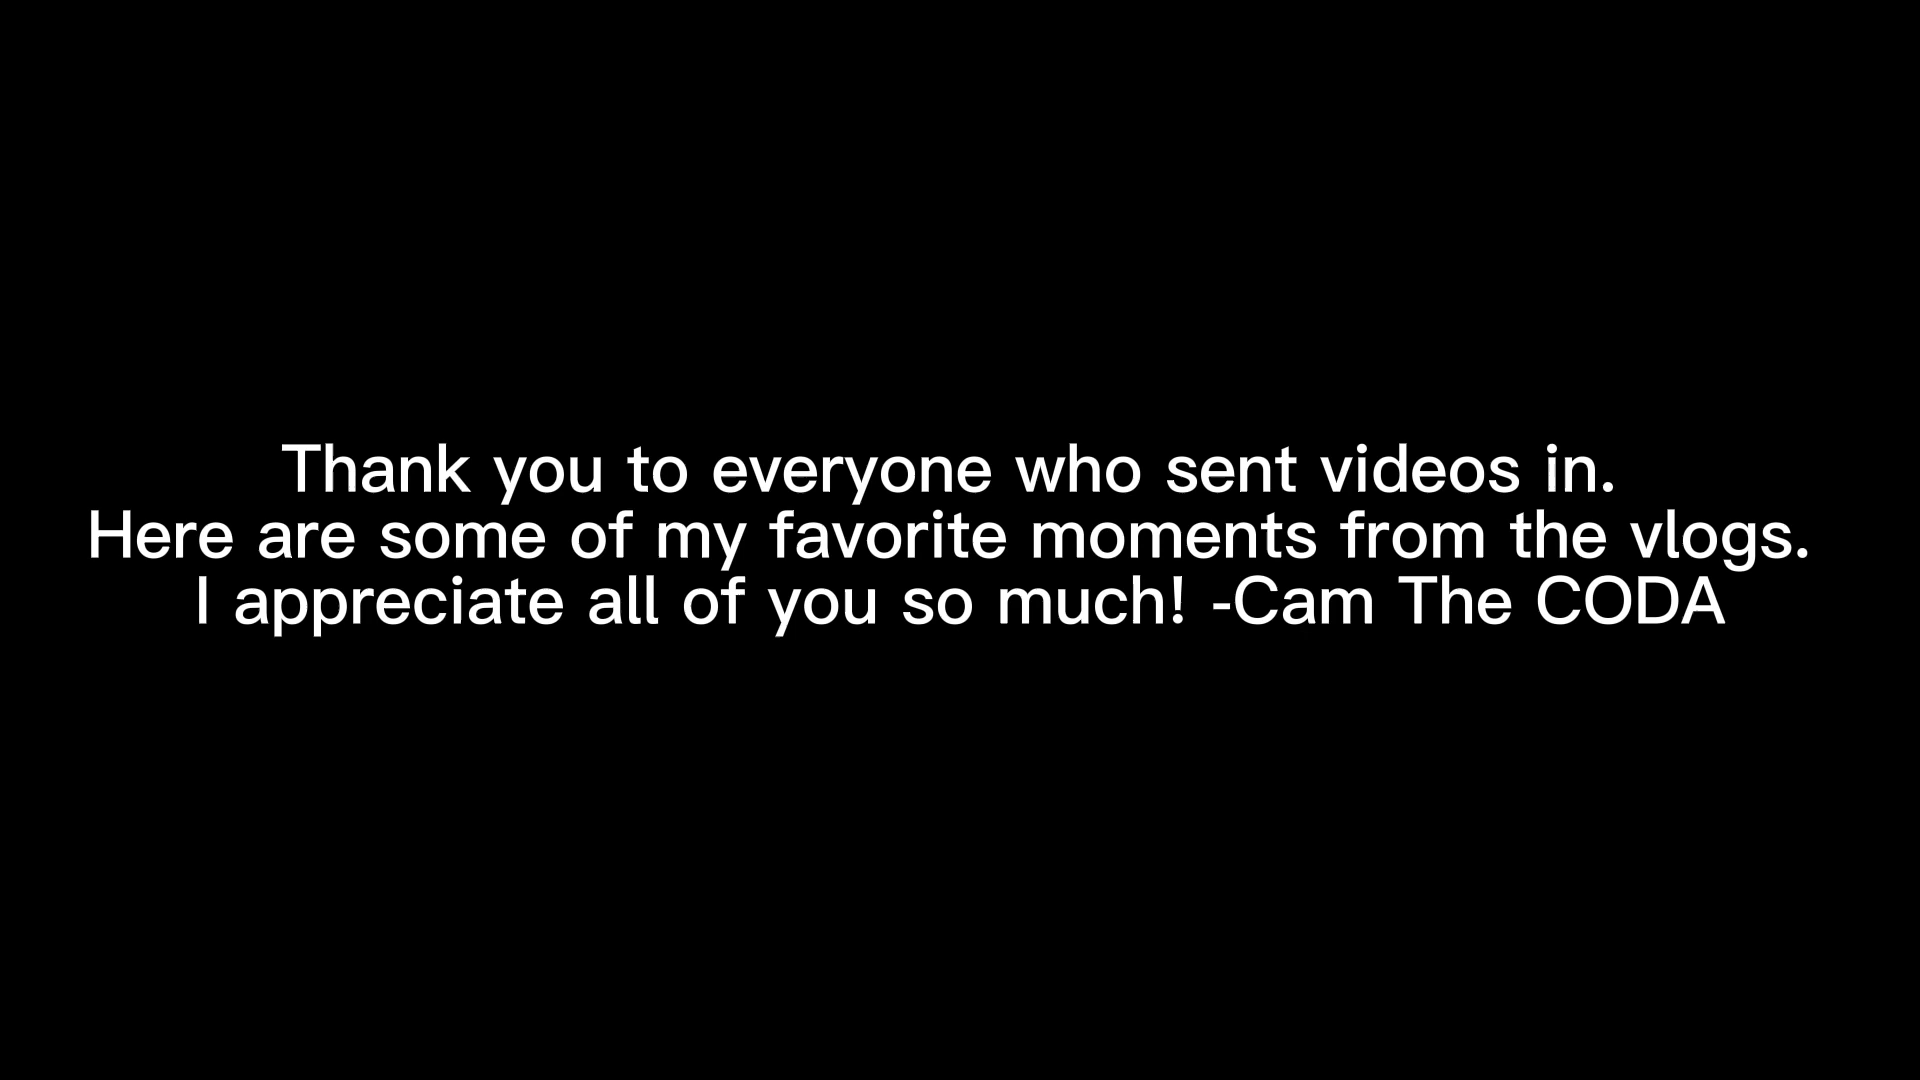 Thank you to everyone who sent videos in.
Here are some of my favorite moments from the vlogs.
I appreciate all of you so much! -Cam The CODA